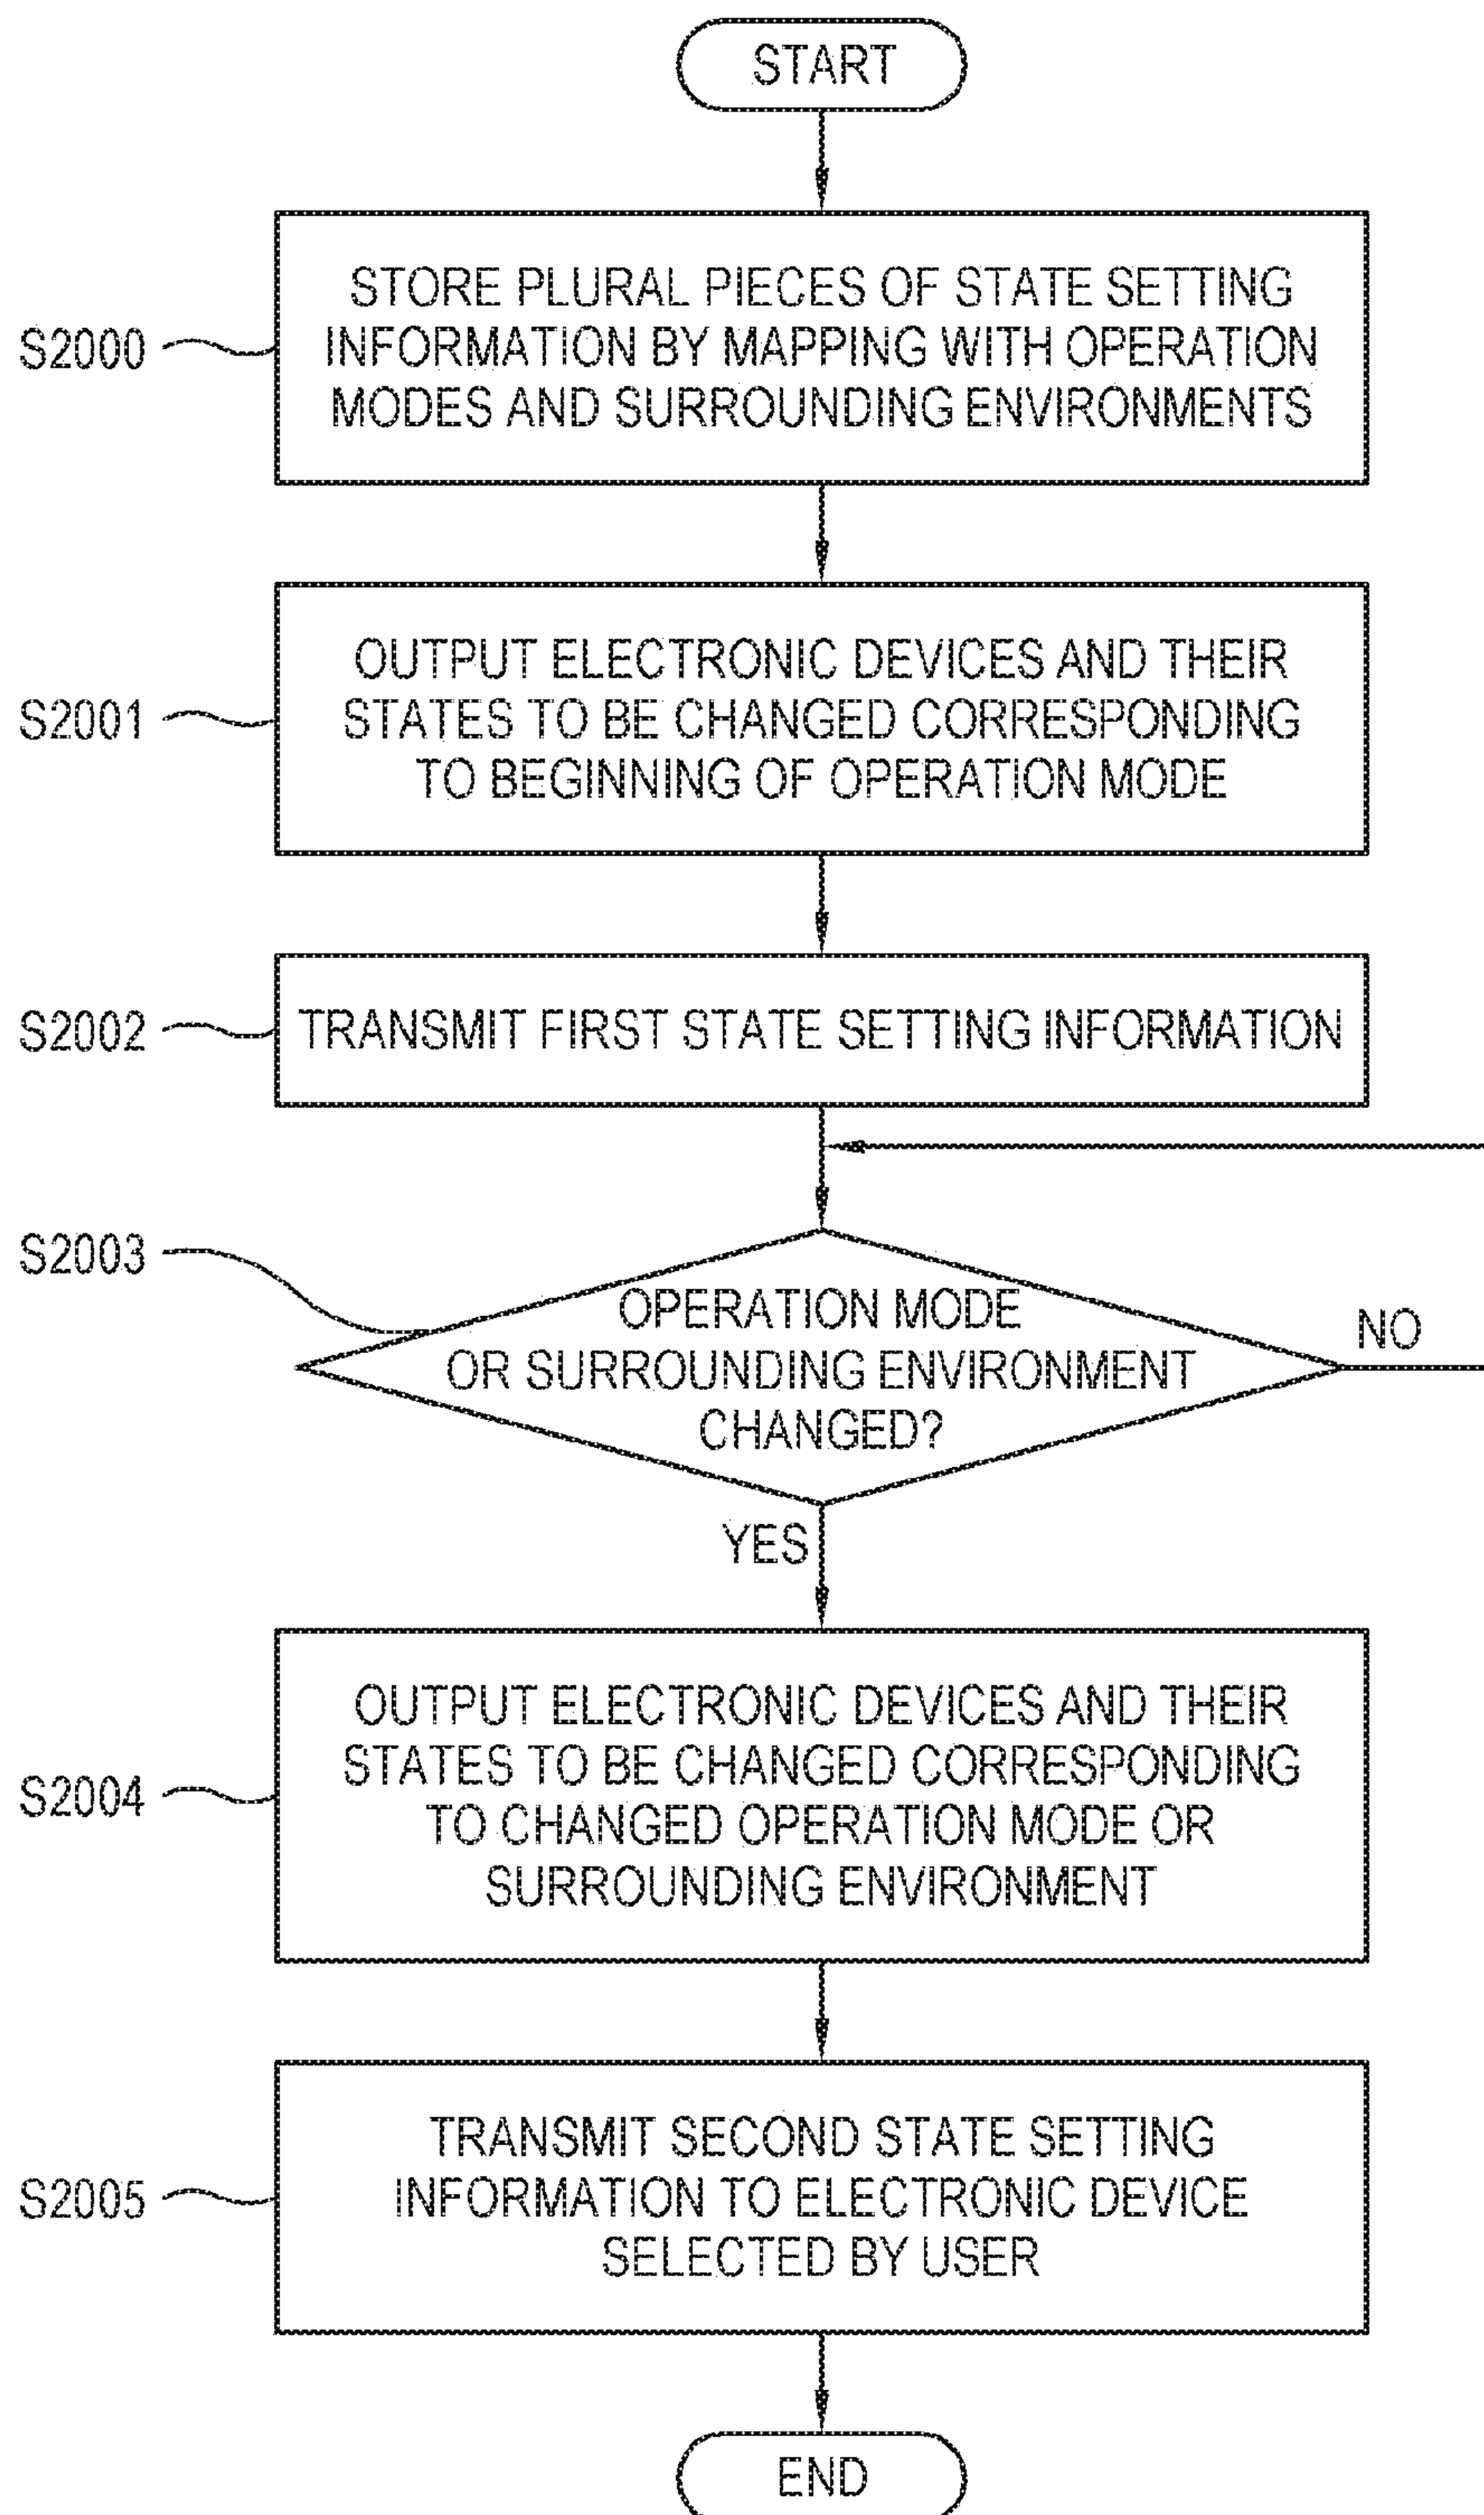 START
S2000
STORE PLURAL PIECES OF STATE SETTING
INFORMATION BY MAPPING WITH OPERATION
MODES AND SURROUNDING ENVIRONMENTS
S2001
OUTPUT ELECTRONIC DEVICES AND THEIR
STATES TO BE CHANGED CORRESPONDING
TO BEGINNING OF OPERATION MODE
S2002
TRANSMIT FIRST STATE SETTING INFORMATION
S2003
OPERATION MODE
OR SURROUNDING ENVIRONMENT
CHANGED?
NO
YES
S2004
OUTPUT ELECTRONIC DEVICES AND THEIR
STATES TO BE CHANGED CORRESPONDING
TO CHANGED OPERATION MODE OR
SURROUNDING ENVIRONMENT
S2005
TRANSMIT SECOND STATE SETTING
INFORMATION TO ELECTRONIC DEVICE
SELECTED BY USER
END